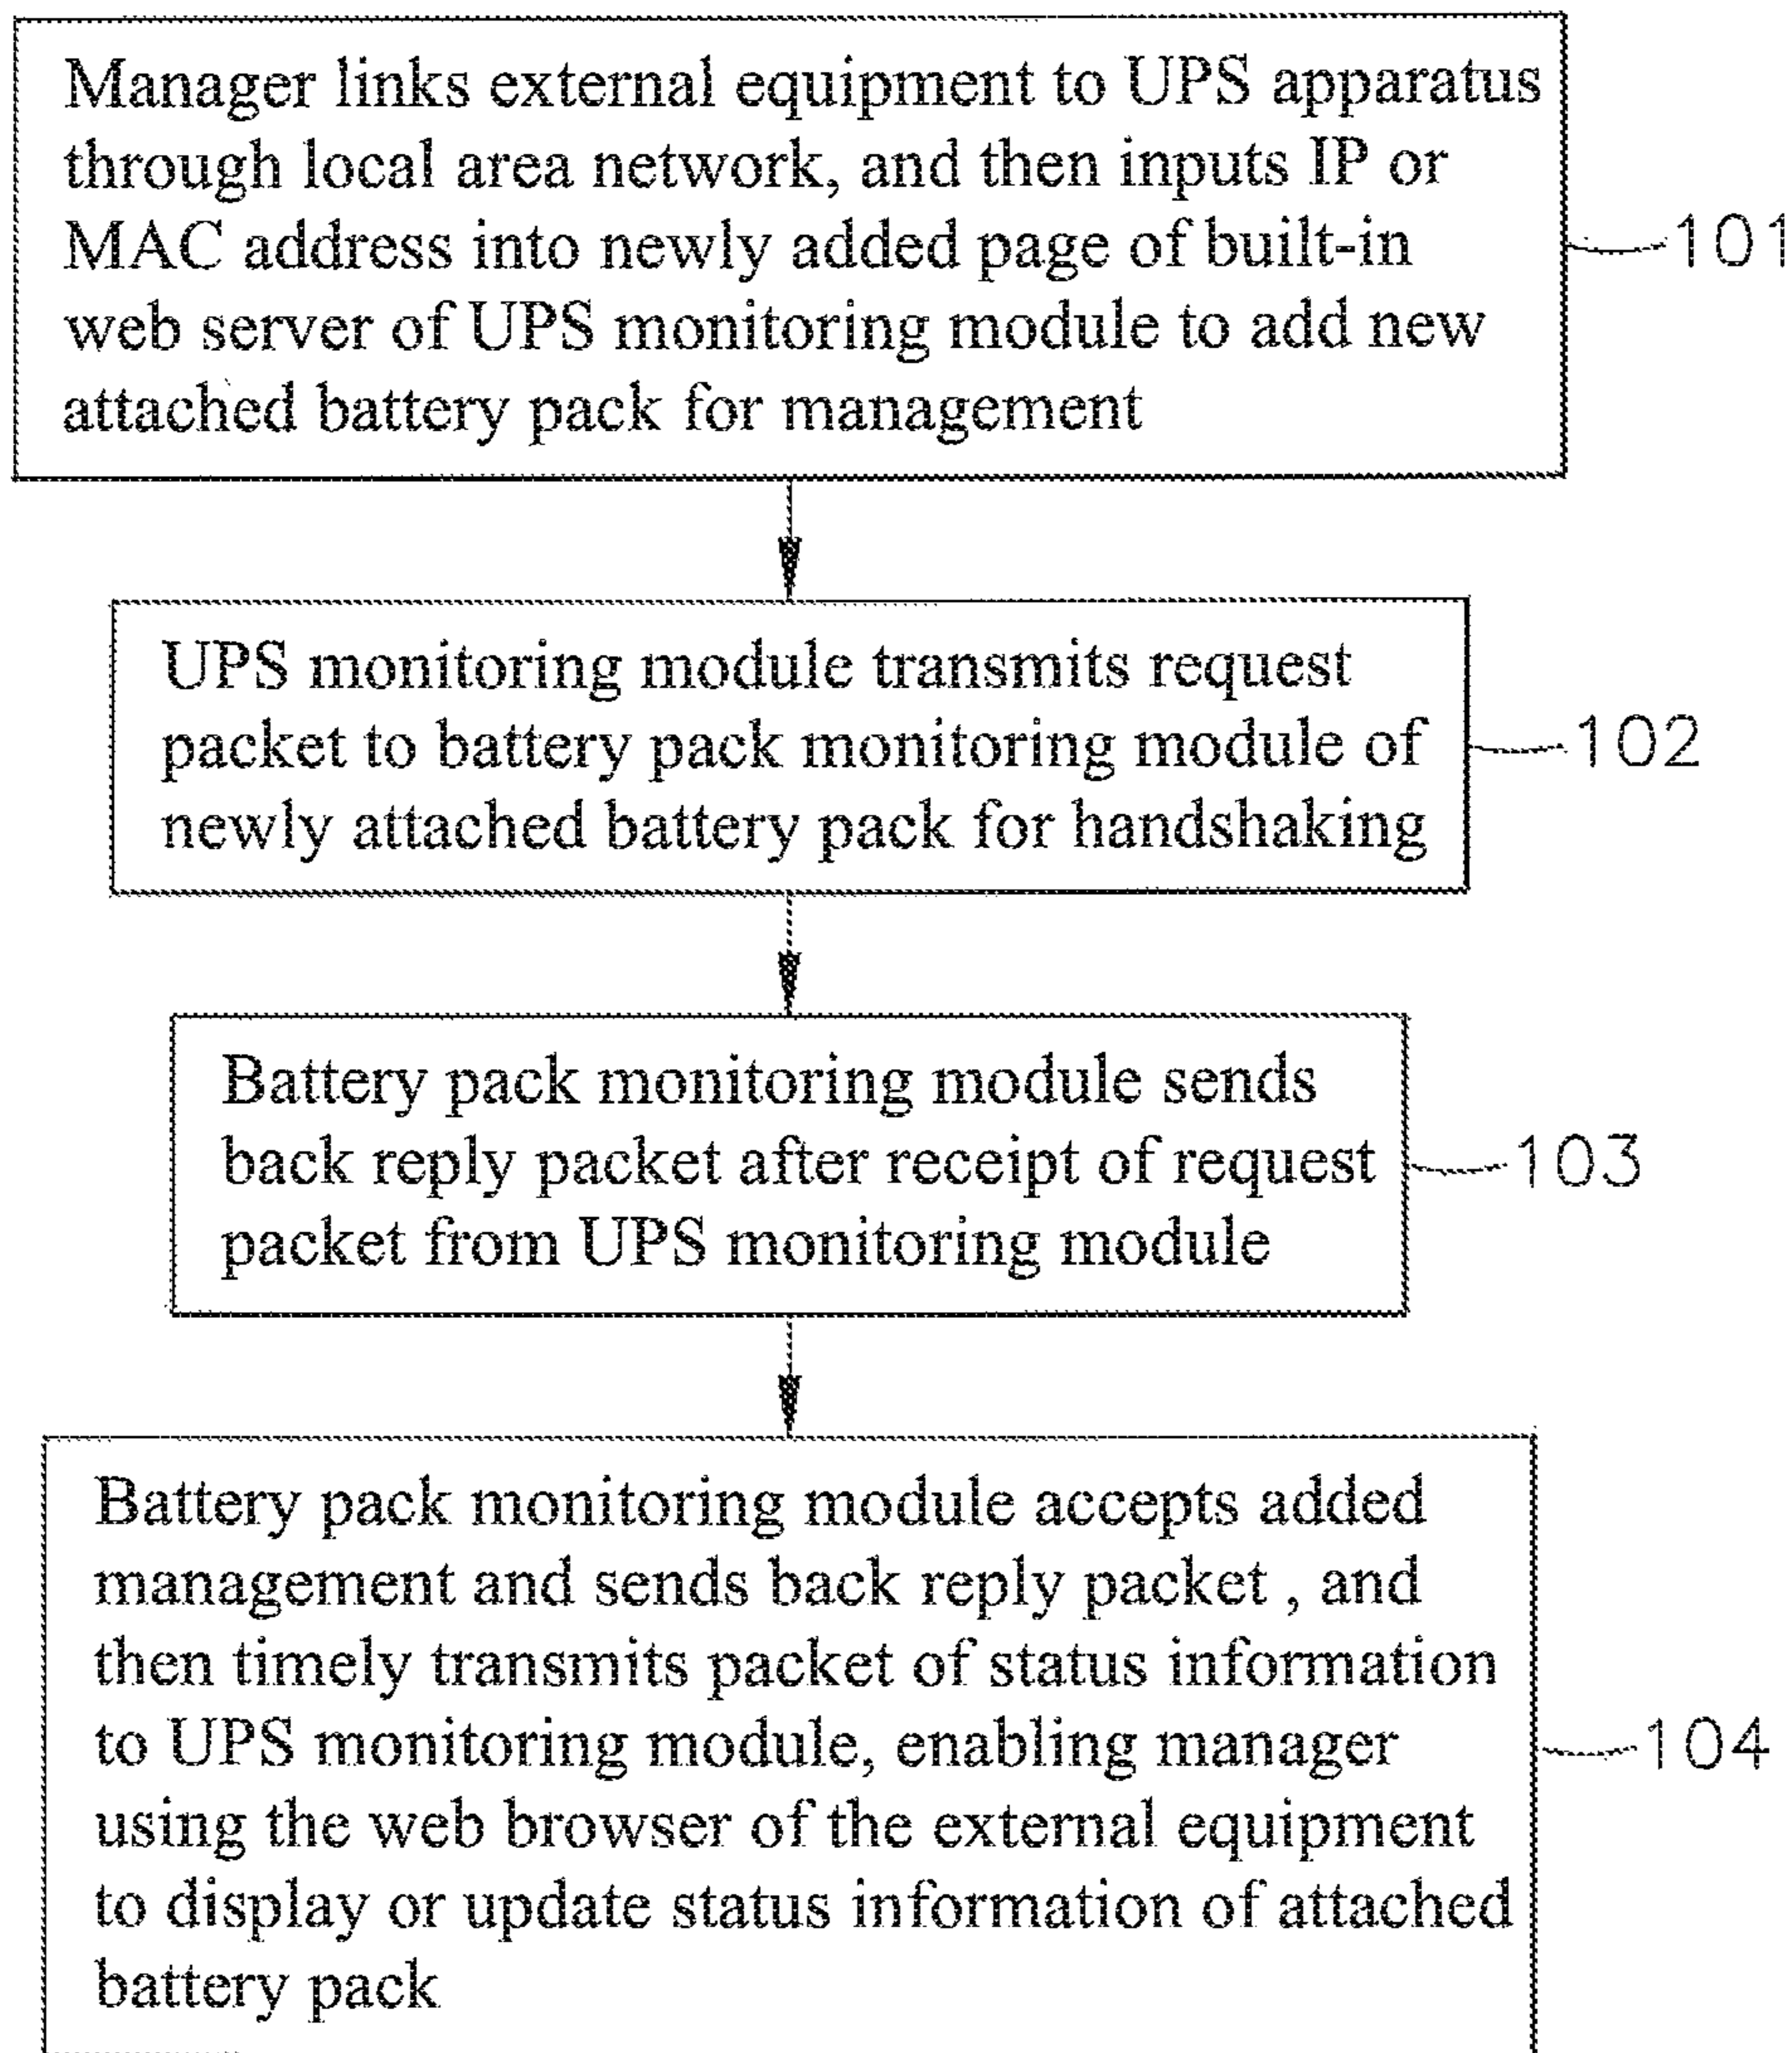 Manager links external equipment to UPS apparatus
through local area network, and then inputs IP or
MAC address into newly added page of built-in
web server of UPS monitoring module to add new
attached battery pack for management
101
UPS monitoring module transmits request
packet to battery pack monitoring module of
newly attached battery pack for handshaking
102
Battery pack monitoring module sends
back reply packet after receipt of request
packet from UPS monitoring module
103
Battery pack monitoring module accepts added
management and sends back reply packet , and
then timely transmits packet of status information
to UPS monitoring module, enabling manager
using the web browser of the external equipment
to display or update status information of attached
battery pack
104